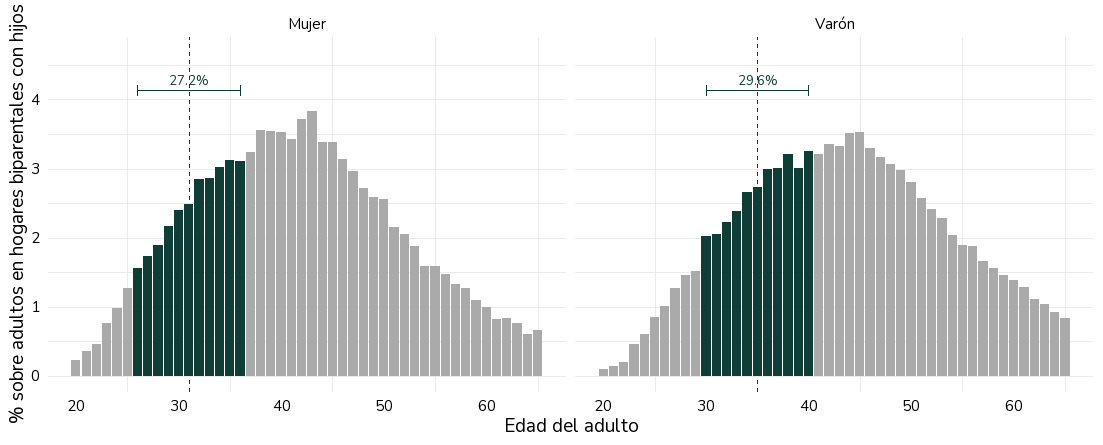 Mujer
Varón
% sobre adultos en hogares biparentales con hijos
27.2%
29.6%
4
3
2
1
0
20 30 40 50 60
20 30 40 50 60
Edad del adulto